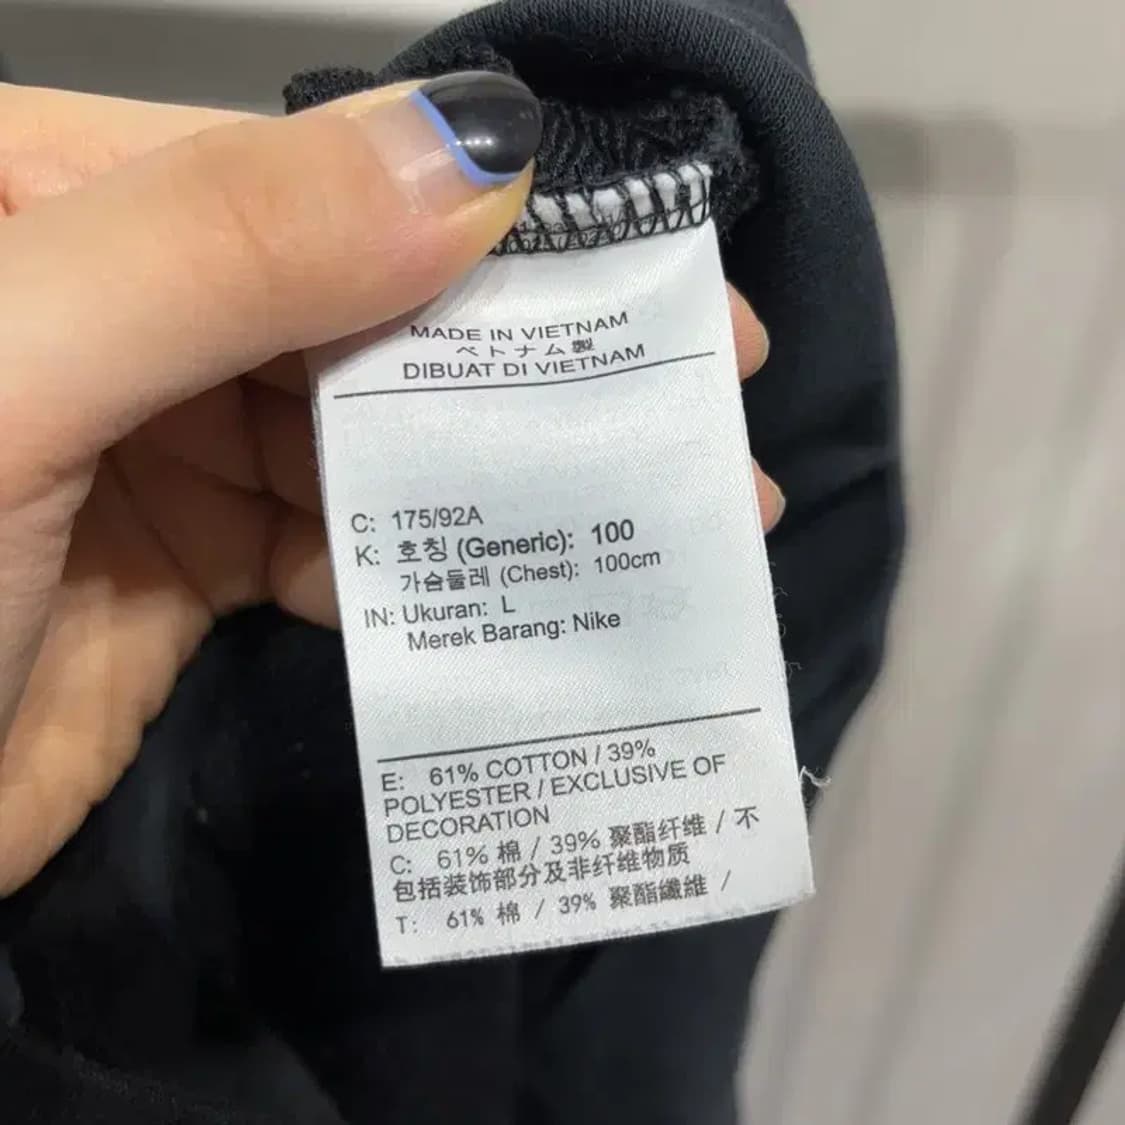 MADE IN VIETNAM
ベトナム製
DIBUAT DI VIETNAM
C: 175/92A
K: 호칭 (Generic): 100
가슴둘레 (Chest): 100cm
IN: Ukuran: L
Merek Barang: Nike
E: 61% COTTON / 39%
POLYESTER / EXCLUSIVE OF
DECORATION
C: 61% 棉 / 39% 聚酯纤维 / 不
包括装饰部分及非纤维物质
T: 61% 棉 / 39% 聚酯纖維 /